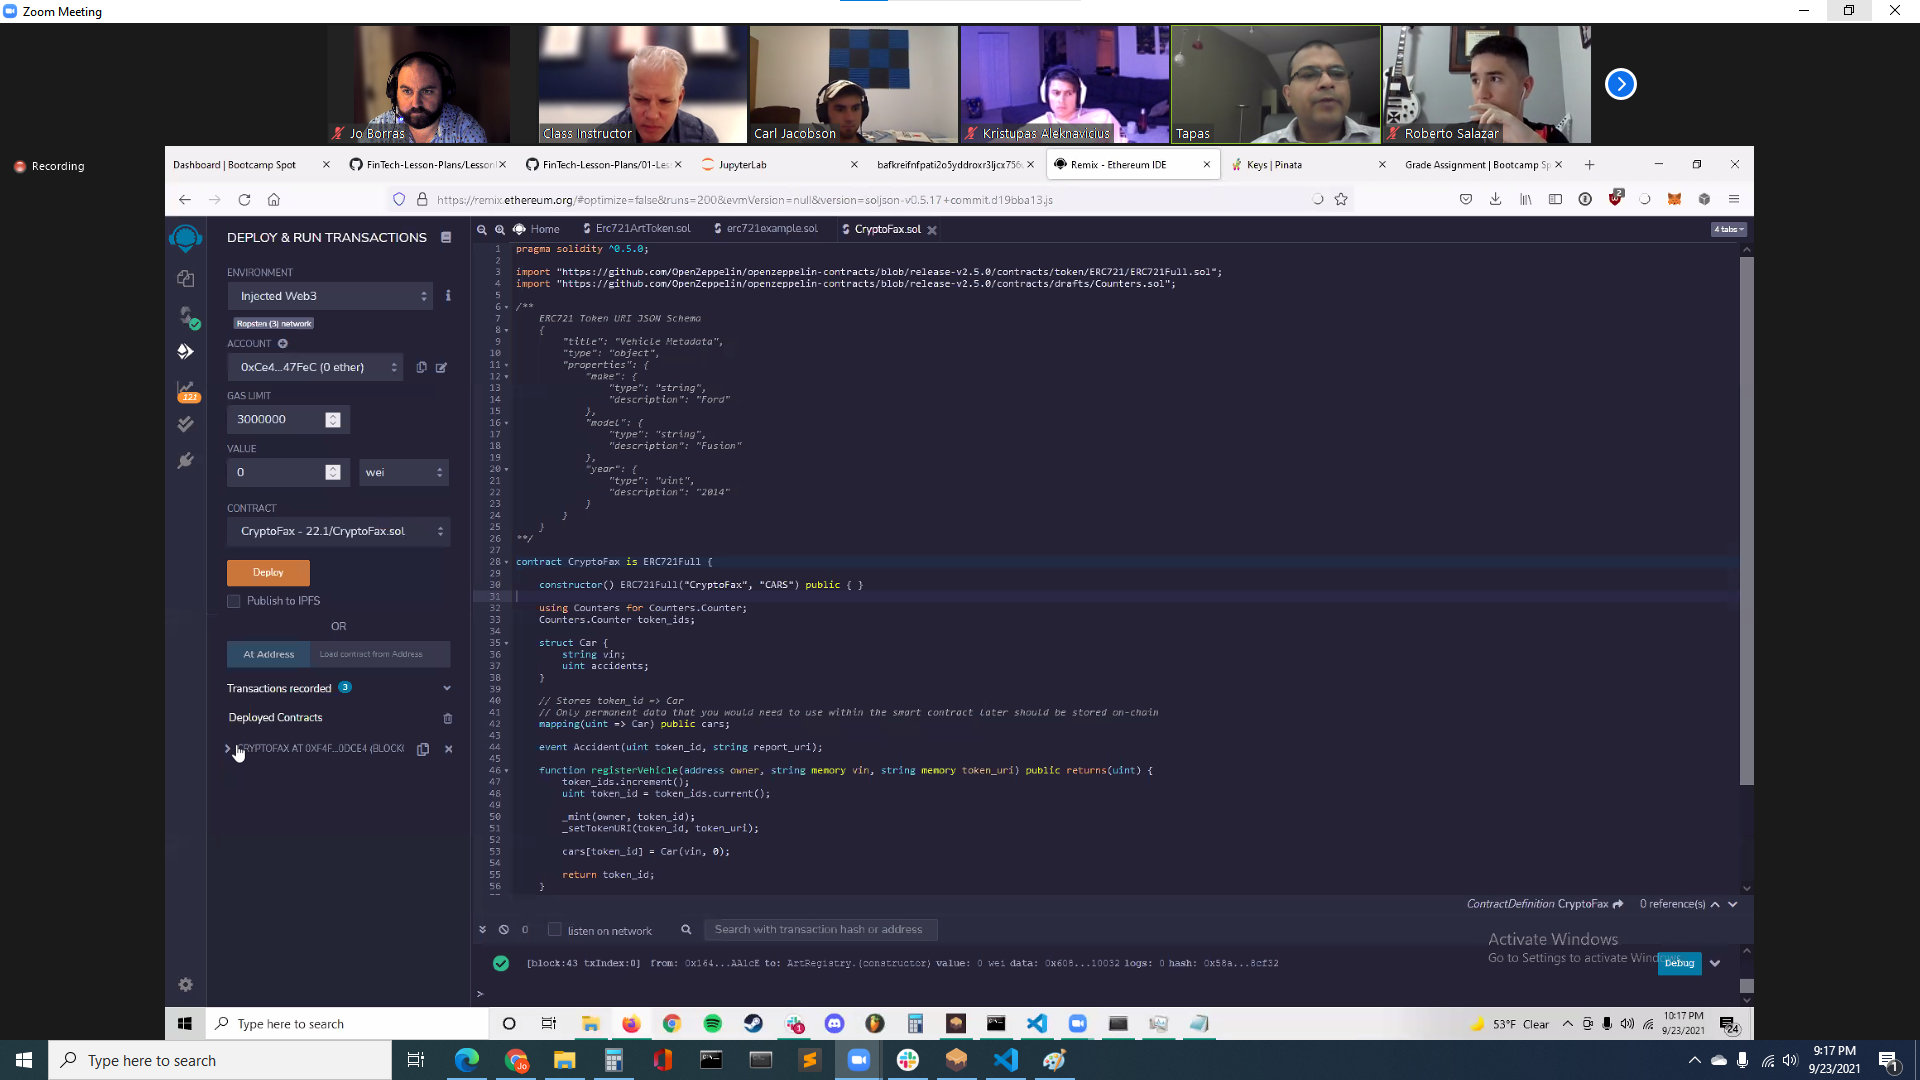 Zoom Meeting
Jo Borras
Class Instructor
Carl Jacobson
Kristupas Aleknavicius
Tapas
Roberto Salazar
Recording
Dashboard | Bootcamp Spot
FinTech-Lesson-Plans/Lesson
FinTech-Lesson-Plans/01-Les
JupyterLab
Remix - Ethereum IDE
Keys | Pinata
Grade Assignment | Bootcamp Sp
https://remix.ethereum.org/#optimize=false&runs=200&evmVersion=null&version=soljson-v0.5.17+commit.d19bba13.js
2
DEPLOY & RUN TRANSACTIONS
Home
Erc721ArtToken.sol
erc721example.sol
CryptoFax.sol
4 tabs
ENVIRONMENT
Injected Web3
Ropsten (3) network
ACCOUNT
0xCe4...47FeC (0 ether)
GAS LIMIT
3000000
VALUE
0
wei
CONTRACT
CryptoFax - 22.1/CryptoFax.sol
Deploy
Publish to IPFS
OR
At Address
Load contract from Address
Transactions recorded 3
Deployed Contracts
CRYPTOFAX AT 0XF4F...0DCE4 (BLOCK
121
1 pragma solidity ^0.5.0;
2
3 import "https://github.com/OpenZeppelin/openzeppelin-contracts/blob/release-v2.5.0/contracts/token/ERC721/ERC721Full.sol";
4 import "https://github.com/OpenZeppelin/openzeppelin-contracts/blob/release-v2.5.0/contracts/drafts/Counters.sol";
5
6 /**
7 ERC721 Token URI JSON Schema
8 {
9 "title": "Vehicle Metadata",
10 "type": "object",
11 "properties": {
12 "make": {
13 "type": "string",
14 "description": "Ford"
15 },
16 "model": {
17 "type": "string",
18 "description": "Fusion"
19 },
20 "year": {
21 "type": "uint",
22 "description": "2014"
23 }
24 }
25 }
26 **/
27
28 contract CryptoFax is ERC721Full {
29
30 constructor() ERC721Full("CryptoFax", "CARS") public { }
31
32 using Counters for Counters.Counter;
33 Counters.Counter token_ids;
34
35 struct Car {
36 string vin;
37 uint accidents;
38 }
39
40 // Stores token_id => Car
41 // Only permanent data that you would need to use within the smart contract later should be stored on-chain
42 mapping(uint => Car) public cars;
43
44 event Accident(uint token_id, string report_uri);
45
46 function registerVehicle(address owner, string memory vin, string memory token_uri) public returns(uint) {
47 token_ids.increment();
48 uint token_id = token_ids.current();
49
50 _mint(owner, token_id);
51 _setTokenURI(token_id, token_uri);
52
53 cars[token_id] = Car(vin, 0);
54
55 return token_id;
56 }
ContractDefinition CryptoFax 0 reference(s)
0
listen on network
Search with transaction hash or address
[block:43 txIndex:0] from: 0x164...AA1cE to: ArtRegistry.(constructor) value: 0 wei data: 0x608...10032 logs: 0 hash: 0x58a...8cf32
Debug
>
Activate Windows
Go to Settings to activate Windows.
Type here to search
53°F Clear
10:17 PM
9/23/2021
24
Type here to search
9:17 PM
9/23/2021
1